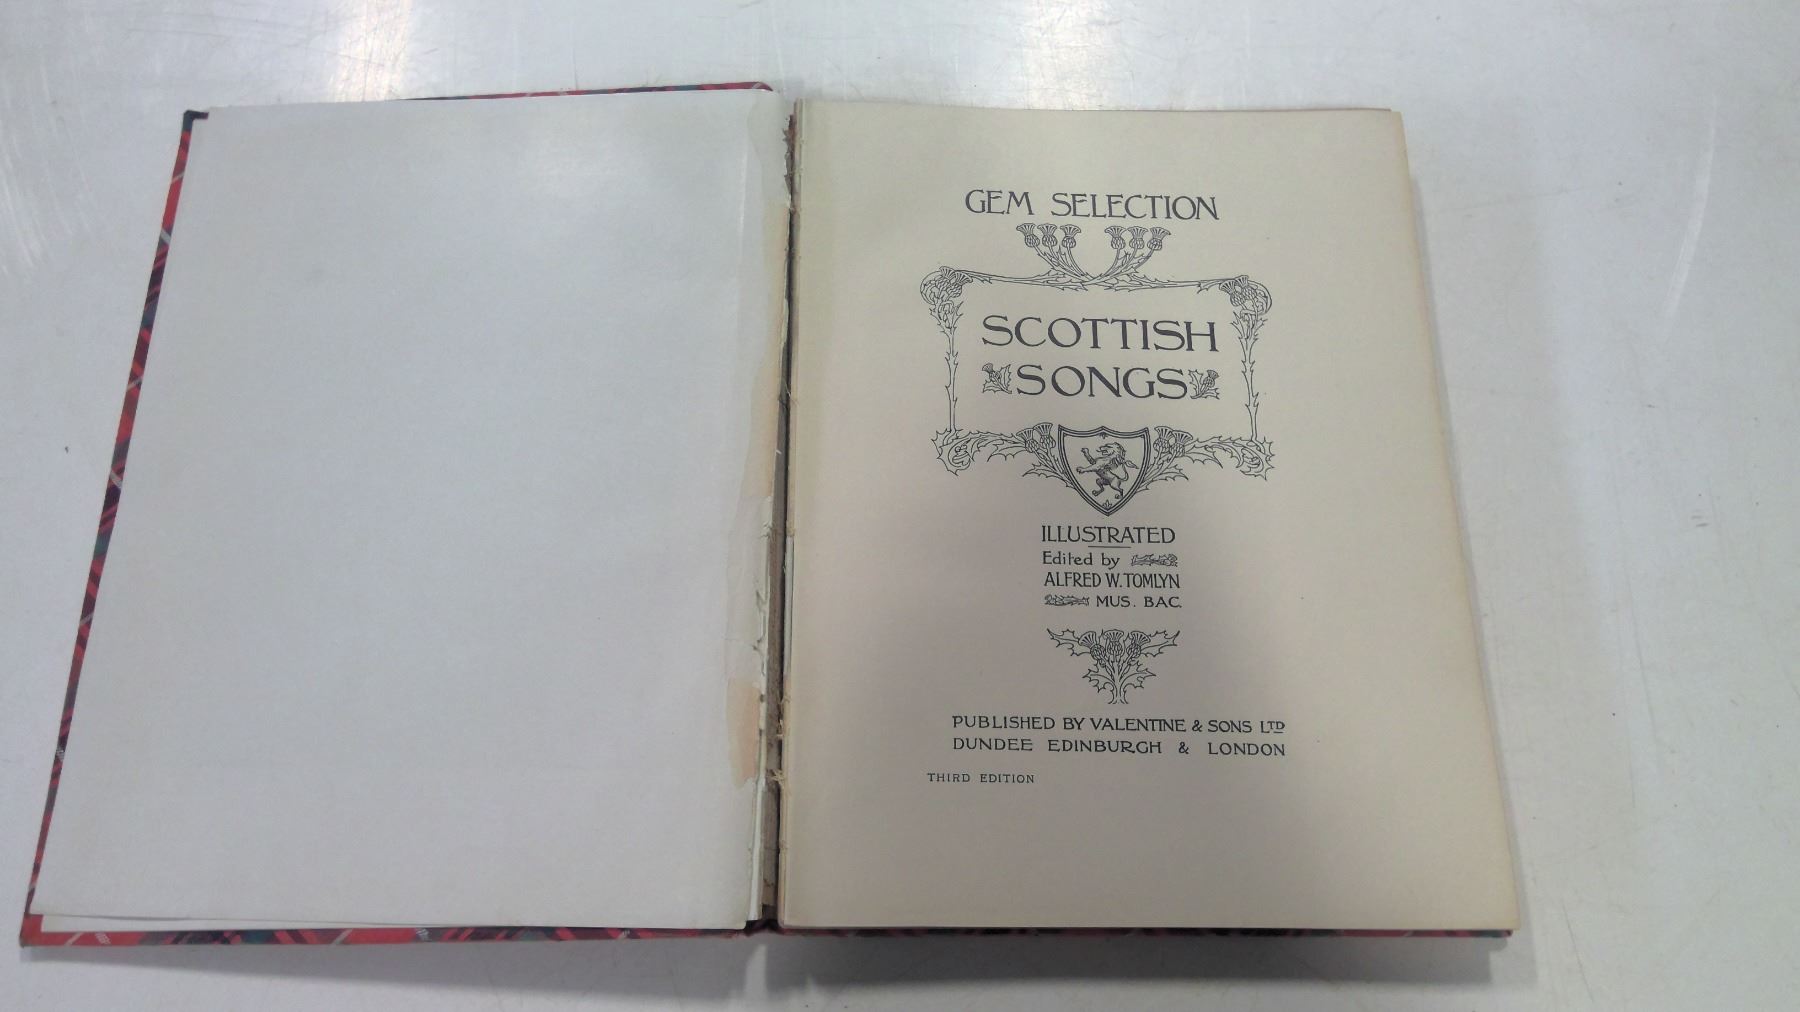 GEM SELECTION
SCOTTISH
SONGS
ILLUSTRATED
Edited by
ALFRED W. TOMLYN
MUS. BAC.
PUBLISHED BY VALENTINE & SONS LTD
DUNDEE EDINBURGH & LONDON
THIRD EDITION